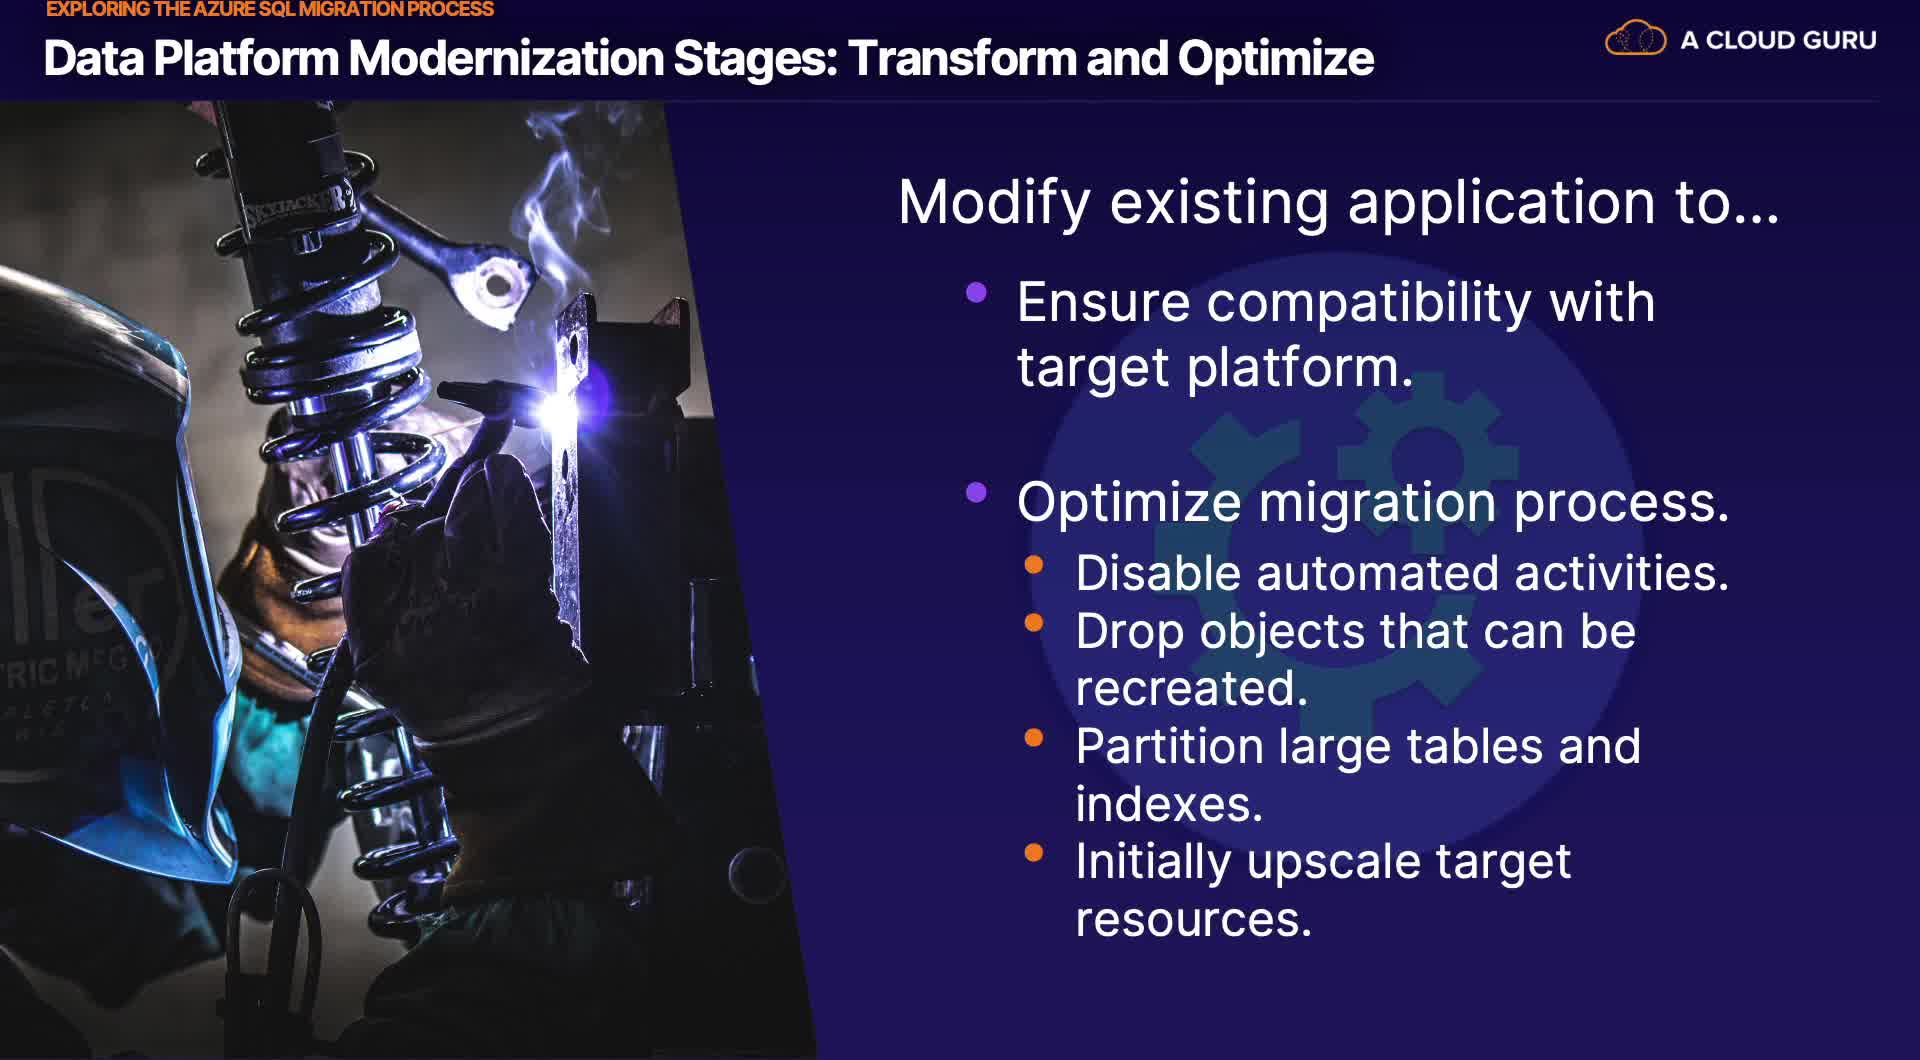 EXPLORING THE AZURE SQL MIGRATION PROCESS
Data Platform Modernization Stages: Transform and Optimize
A CLOUD GURU
SKYJACKER
Modify existing application to...
Ensure compatibility with
target platform.
Optimize migration process.
Disable automated activities.
Drop objects that can be
recreated.
Partition large tables and
indexes.
Initially upscale target
resources.